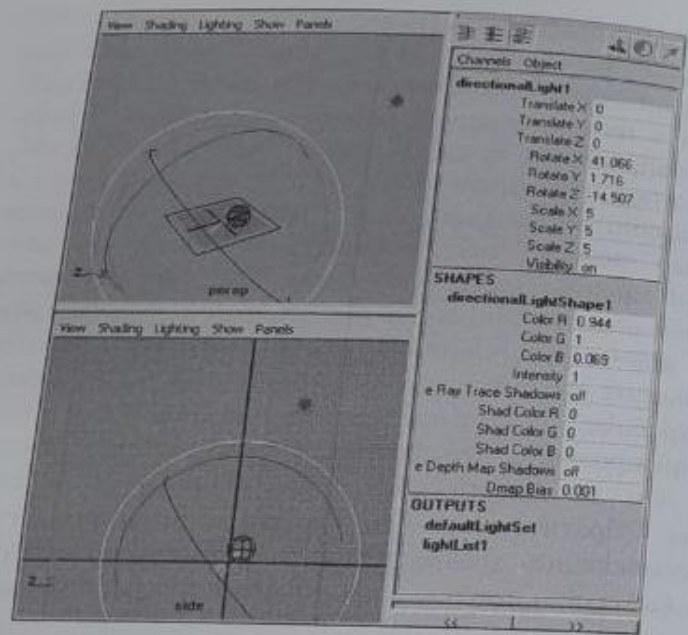 View Shading Lighting Show Panels
persp
View Shading Lighting Show Panels
side
Channels Object
directionalLight1
Translate X 0
Translate Y 0
Translate Z 0
Rotate X 41.066
Rotate Y 1.716
Rotate Z -14.507
Scale X 5
Scale Y 5
Scale Z 5
Visibility on
SHAPES
directionalLightShape1
Color R 0.944
Color G 1
Color B 0.069
Intensity 1
e Ray Trace Shadows off
Shad Color R 0
Shad Color G 0
Shad Color B 0
e Depth Map Shadows off
Dmap Bias 0.001
OUTPUTS
defaultLightSet
lightList1